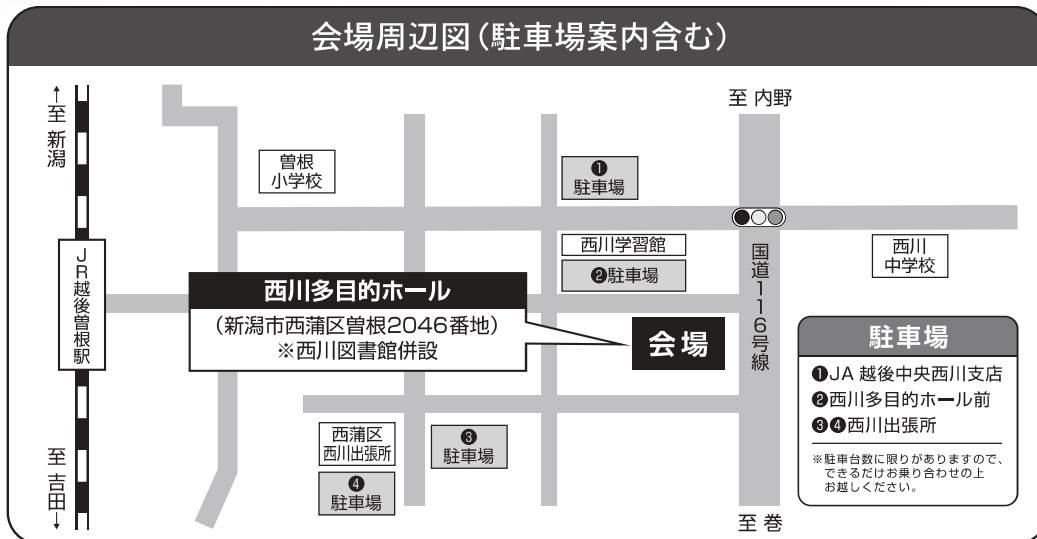 会場周辺図（駐車場案内含む）
←至 新潟
至 内野
曽根
小学校
❶
駐車場
JR越後曽根駅
西川学習館
❷駐車場
国道116号線
西川
中学校
西川多目的ホール
（新潟市西蒲区曽根2046番地）
※西川図書館併設
会場
駐車場
❶JA 越後中央西川支店
❷西川多目的ホール前
❸❹西川出張所
※駐車台数に限りがありますので、
できるだけお乗り合わせの上
お越しください。
西蒲区
西川出張所
❸
駐車場
❹
駐車場
至 吉田→
至 巻